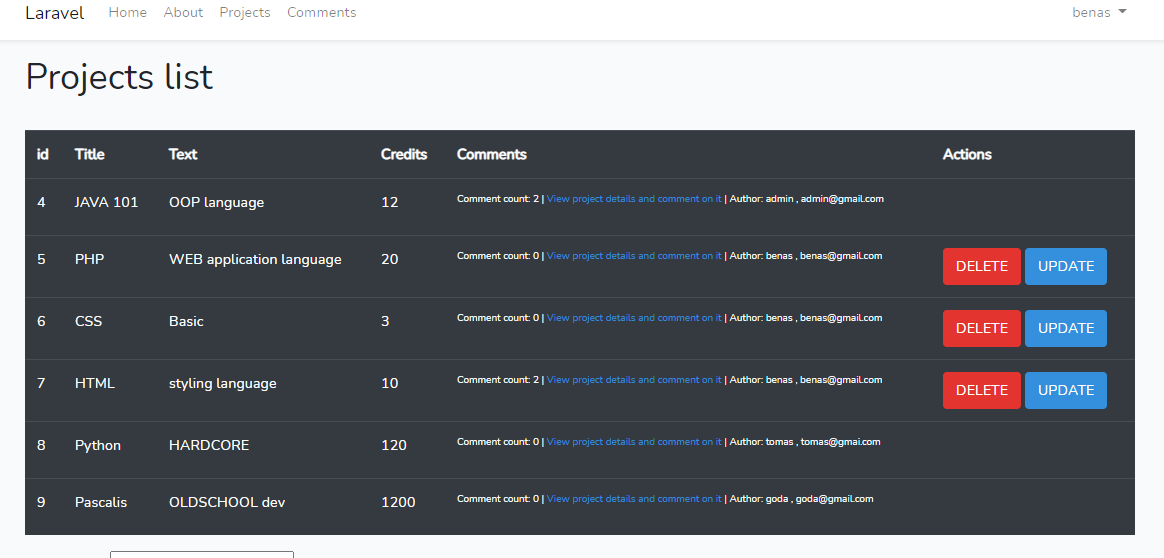 Laravel Home About Projects Comments benas
Projects list
id Title Text Credits Comments Actions
4 JAVA 101 OOP language 12 Comment count: 2 | View project details and comment on it | Author: admin , admin@gmail.com
5 PHP WEB application language 20 Comment count: 0 | View project details and comment on it | Author: benas , benas@gmail.com DELETE UPDATE
6 CSS Basic 3 Comment count: 0 | View project details and comment on it | Author: benas , benas@gmail.com DELETE UPDATE
7 HTML styling language 10 Comment count: 2 | View project details and comment on it | Author: benas , benas@gmail.com DELETE UPDATE
8 Python HARDCORE 120 Comment count: 0 | View project details and comment on it | Author: tomas , tomas@gmai.com
9 Pascalis OLDSCHOOL dev 1200 Comment count: 0 | View project details and comment on it | Author: goda , goda@gmail.com